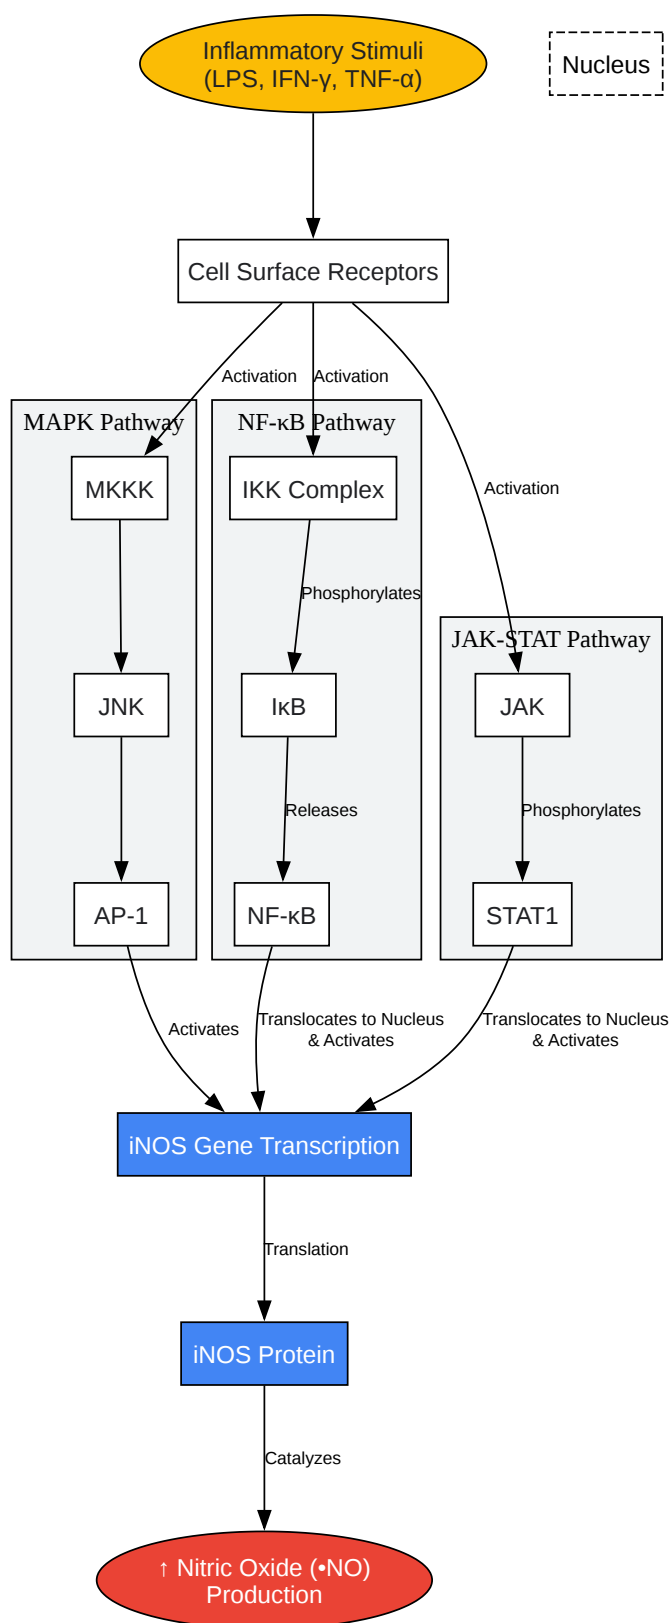 Inflammatory Stimuli
(LPS, IFN-γ, TNF-α)
Nucleus
Cell Surface Receptors
Activation
Activation
Activation
MAPK Pathway
NF-κB Pathway
MKKK
IKK Complex
Phosphorylates
JAK-STAT Pathway
JNK
IκB
JAK
Releases
Phosphorylates
AP-1
NF-κB
STAT1
Activates
Translocates to Nucleus
& Activates
Translocates to Nucleus
& Activates
iNOS Gene Transcription
Translation
iNOS Protein
Catalyzes
↑ Nitric Oxide (•NO)
Production